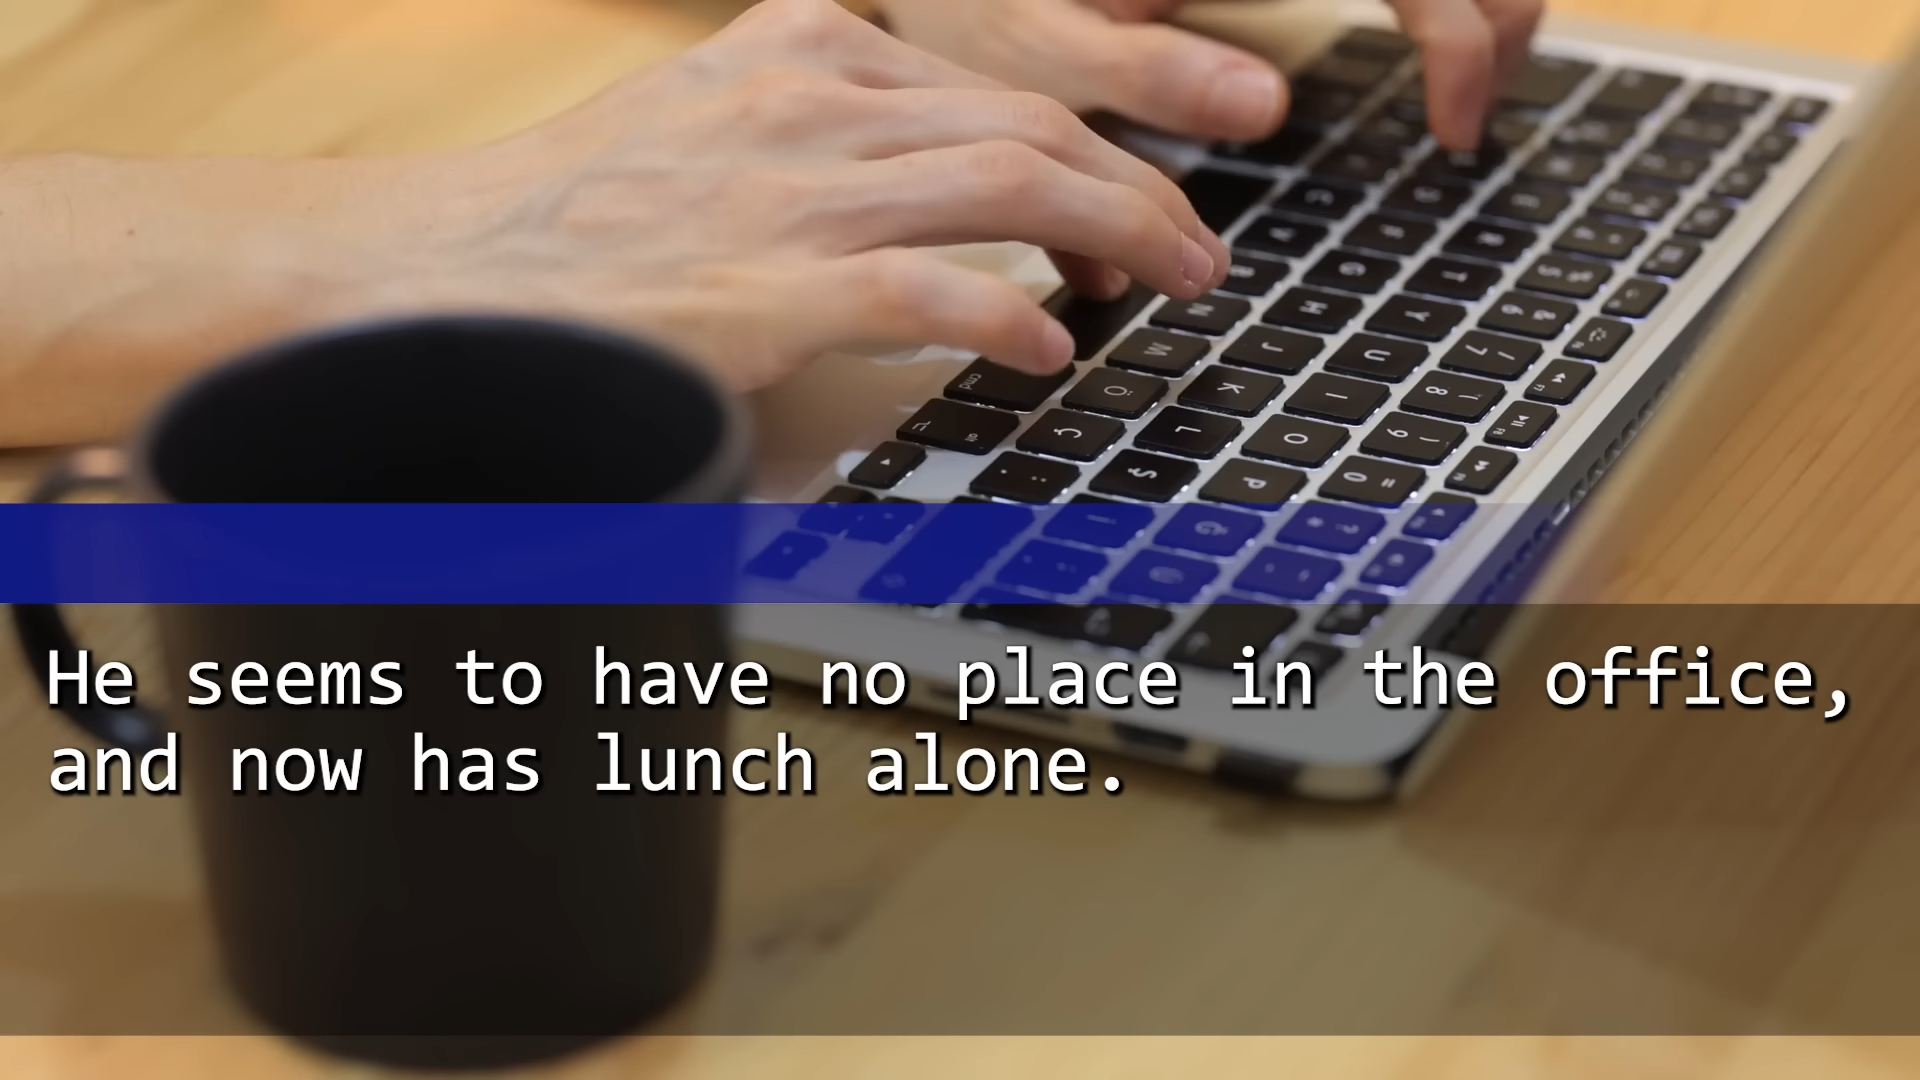 He seems to have no place in the office,
and now has lunch alone.